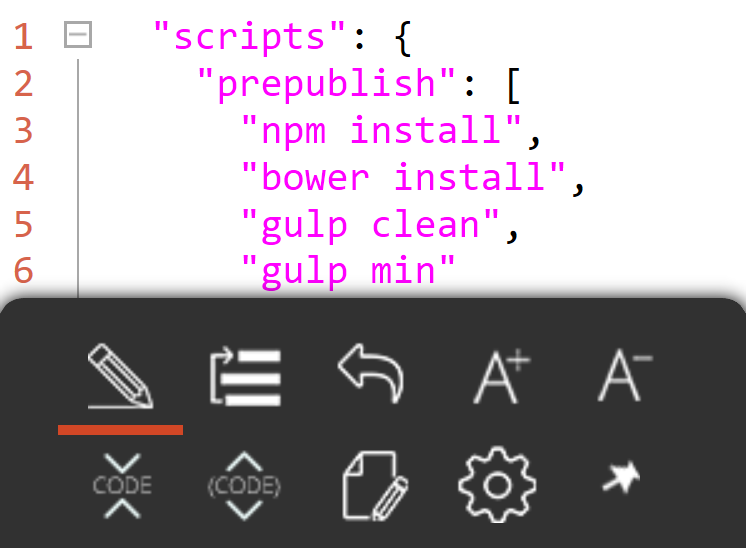 1 "scripts": {
2 "prepublish": [
3 "npm install",
4 "bower install",
5 "gulp clean",
6 "gulp min"
A+ A-
CODE {CODE}